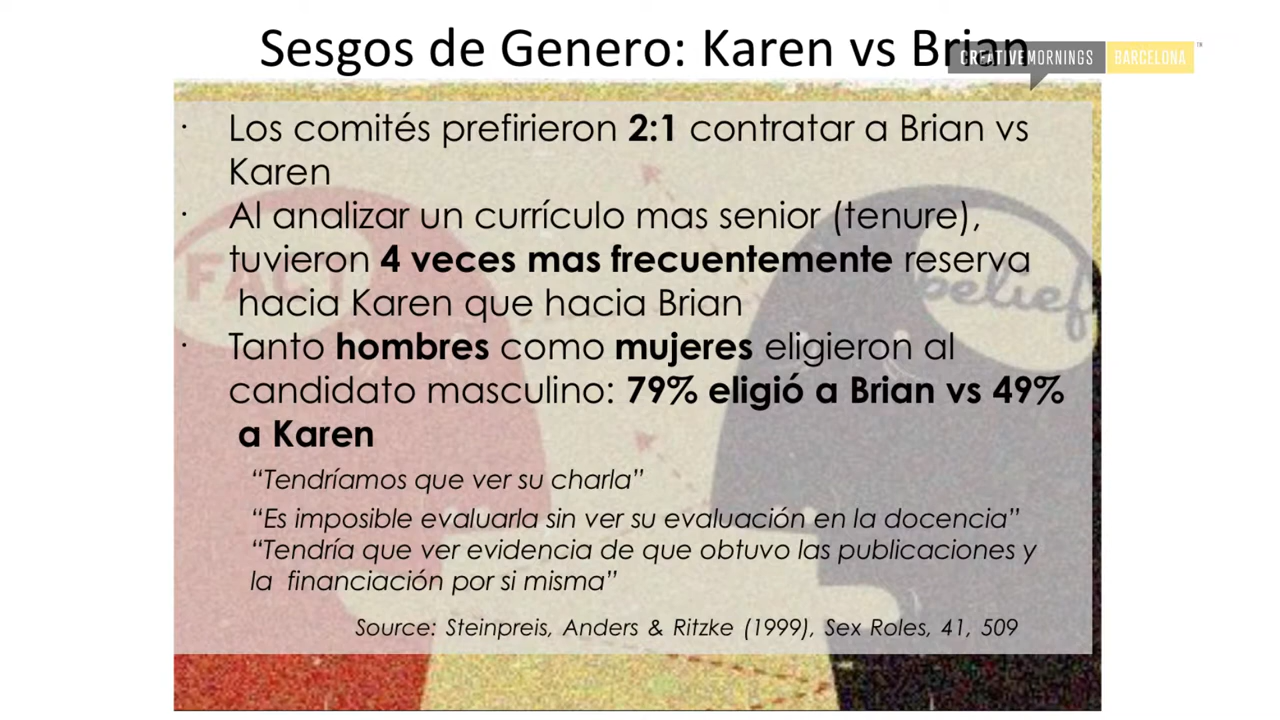 Sesgos de Genero: Karen vs Brian
CREATIVEMORNINGS BARCELONA™
· Los comités prefirieron 2:1 contratar a Brian vs
Karen
· Al analizar un currículo mas senior (tenure),
tuvieron 4 veces mas frecuentemente reserva
hacia Karen que hacia Brian
· Tanto hombres como mujeres eligieron al
candidato masculino: 79% eligió a Brian vs 49%
a Karen
FACT
belief
“Tendríamos que ver su charla”
“Es imposible evaluarla sin ver su evaluación en la docencia”
“Tendría que ver evidencia de que obtuvo las publicaciones y
la financiación por si misma”
Source: Steinpreis, Anders & Ritzke (1999), Sex Roles, 41, 509